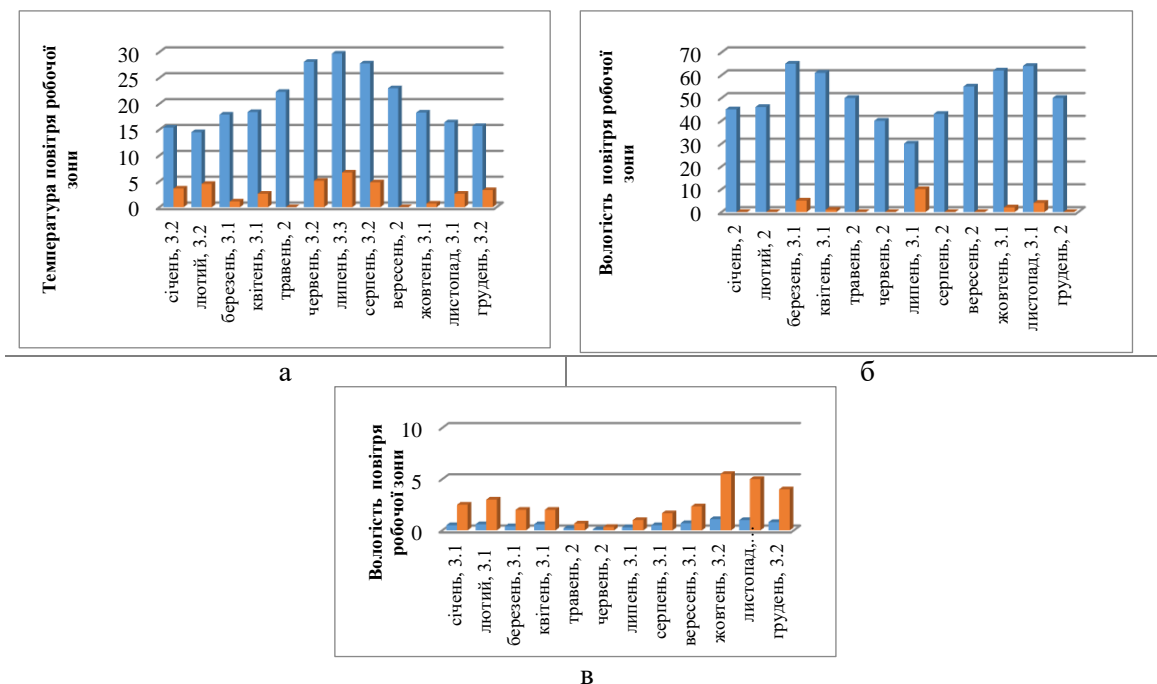 Температура повітря робочої
зони
30
25
20
15
10
5
0
січень, 3.2
лютий, 3.2
березень, 3.1
квітень, 3.1
травень, 2
червень, 3.2
липень, 3.3
серпень, 3.2
вересень, 2
жовтень, 3.1
листопад, 3.1
грудень, 3.2
а
Вологість повітря робочої
зони
70
60
50
40
30
20
10
0
січень, 2
лютий, 2
березень, 3.1
квітень, 3.1
травень, 2
червень, 2
липень, 3.1
серпень, 2
вересень, 2
жовтень, 3.1
листопад, 3.1
грудень, 2
б
Вологість повітря
робочої зони
10
5
0
січень, 3.1
лютий, 3.1
березень, 3.1
квітень, 3.1
травень, 2
червень, 2
липень, 3.1
серпень, 3.1
вересень, 3.1
жовтень, 3.2
листопад,…
грудень, 3.2
в